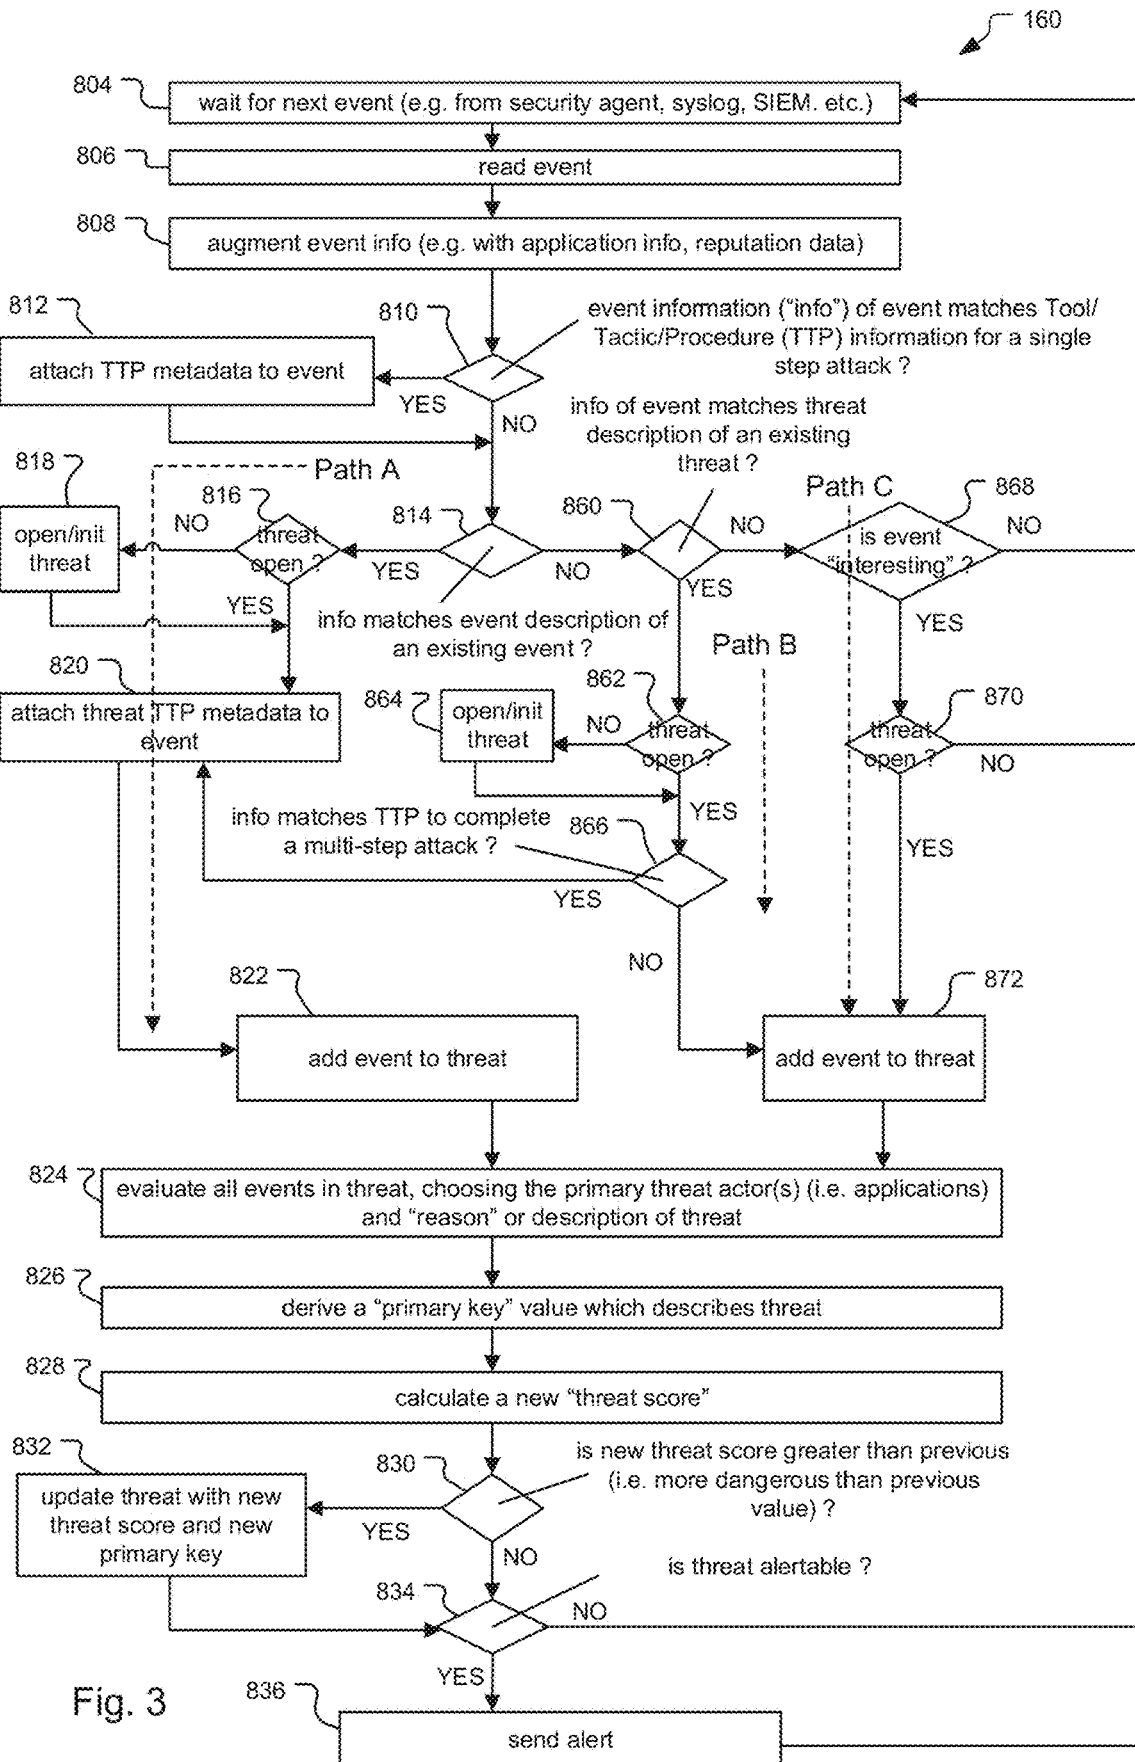 160
804
wait for next event (e.g. from security agent, syslog, SIEM. etc.)
806
read event
808
augment event info (e.g. with application info, reputation data)
812
810
event information (“info”) of event matches Tool/
Tactic/Procedure (TTP) information for a single
step attack ?
attach TTP metadata to event
YES
NO
info of event matches threat
description of an existing
threat ?
818
Path A
816
814
860
Path C
868
open/init
threat
NO
threat
open ?
YES
NO
NO
is event
“interesting” ?
NO
YES
YES
YES
info matches event description of
an existing event ?
Path B
820
862
864
870
attach threat TTP metadata to
event
open/init
threat
NO
threat
open ?
threat
open ?
NO
info matches TTP to complete
a multi-step attack ?
866
YES
YES
YES
NO
822
872
add event to threat
add event to threat
824
evaluate all events in threat, choosing the primary threat actor(s) (i.e. applications)
and “reason” or description of threat
826
derive a “primary key” value which describes threat
828
calculate a new “threat score”
832
830
is new threat score greater than previous
(i.e. more dangerous than previous
value) ?
update threat with new
threat score and new
primary key
YES
NO
is threat alertable ?
834
NO
YES
Fig. 3
836
send alert